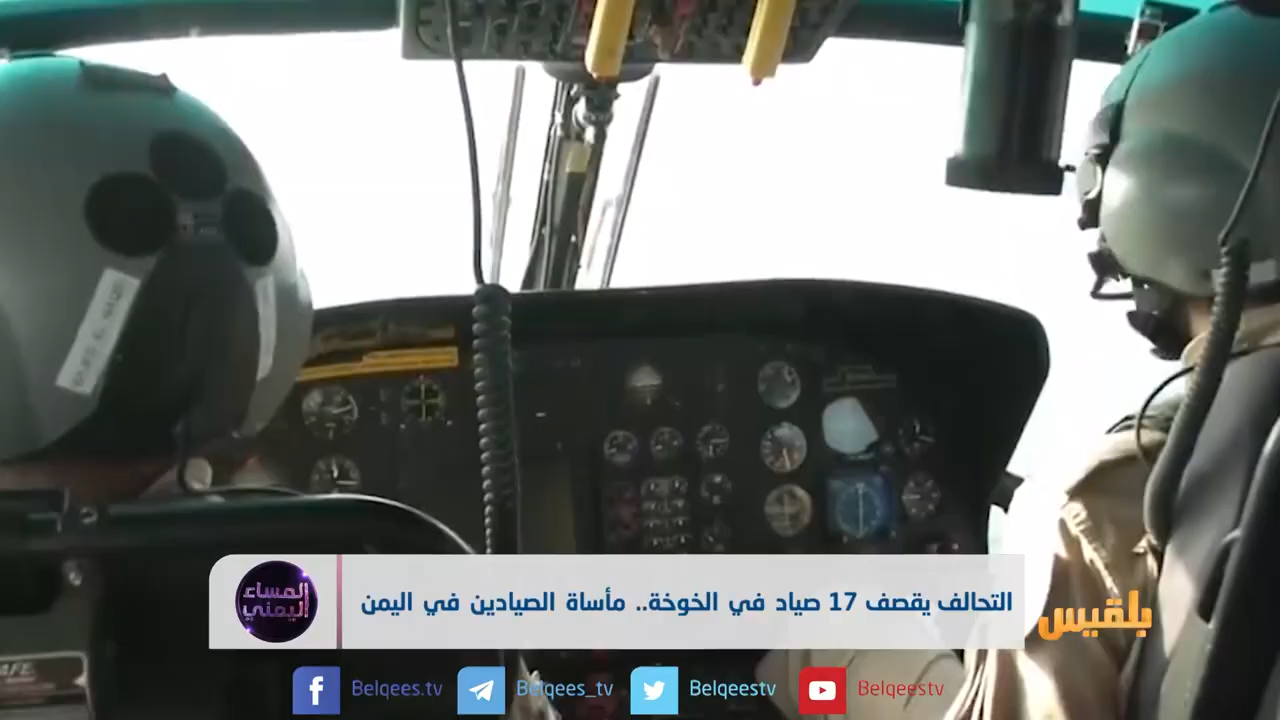 التحالف يقصف 17 صياد في الخوخة.. مأساة الصيادين في اليمن
المساء اليمني
بلقيس
Belqees.tv
Belqees_tv
Belqeestv
Belqeestv